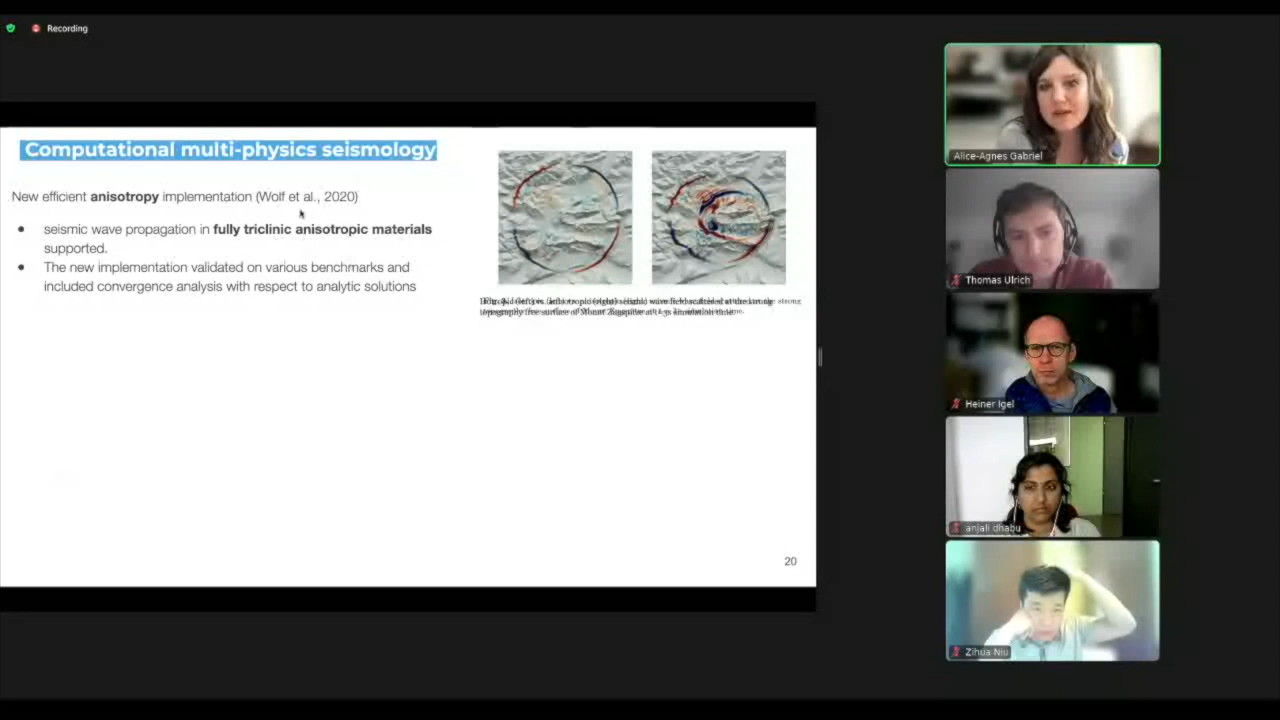 Recording
Computational multi-physics seismology
New efficient anisotropy implementation (Wolf et al., 2020)
● seismic wave propagation in fully triclinic anisotropic materials
supported.
● The new implementation validated on various benchmarks and
included convergence analysis with respect to analytic solutions
20
Alice-Agnes Gabriel
Thomas Ulrich
Heiner Igel
anjali dhabu
Zihua Niu